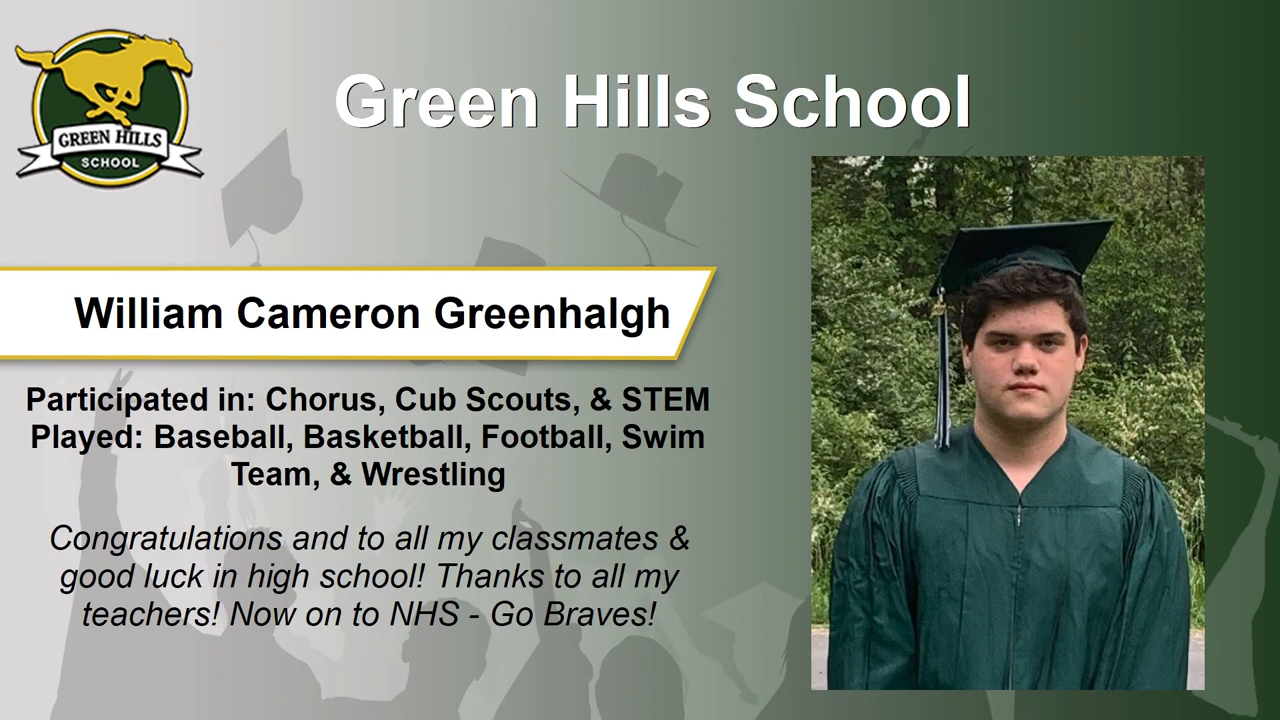 GREEN HILLS
SCHOOL
Green Hills School
William Cameron Greenhalgh
Participated in: Chorus, Cub Scouts, & STEM
Played: Baseball, Basketball, Football, Swim
Team, & Wrestling
Congratulations and to all my classmates &
good luck in high school! Thanks to all my
teachers! Now on to NHS - Go Braves!